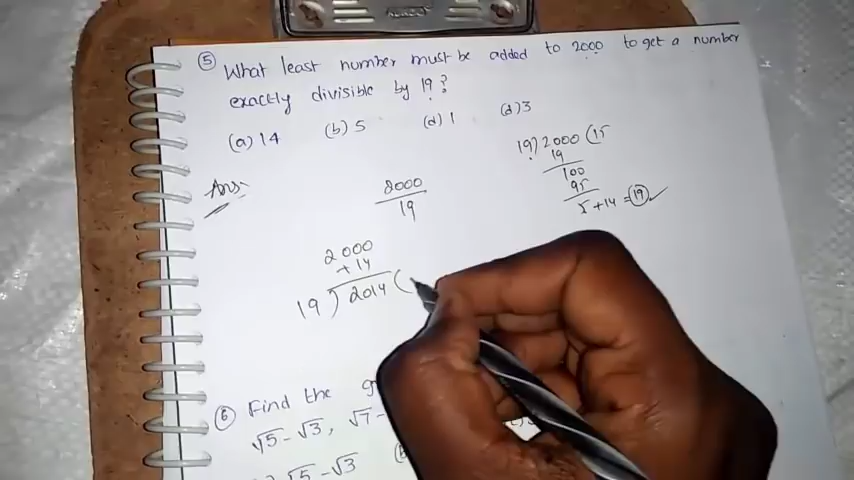 (5) What least number must be added to 2000 to get a number
exactly divisible by 19?
(a) 14 (b) 5 (d) 1 (d) 3
Ans:
2000
19
19) 2000 (15
19
100
95
5 + 14 = 19 ✓
2000
+ 14
19 ) 2014 (
(6) Find the
√5 - √3, √7 -
√5 - √3